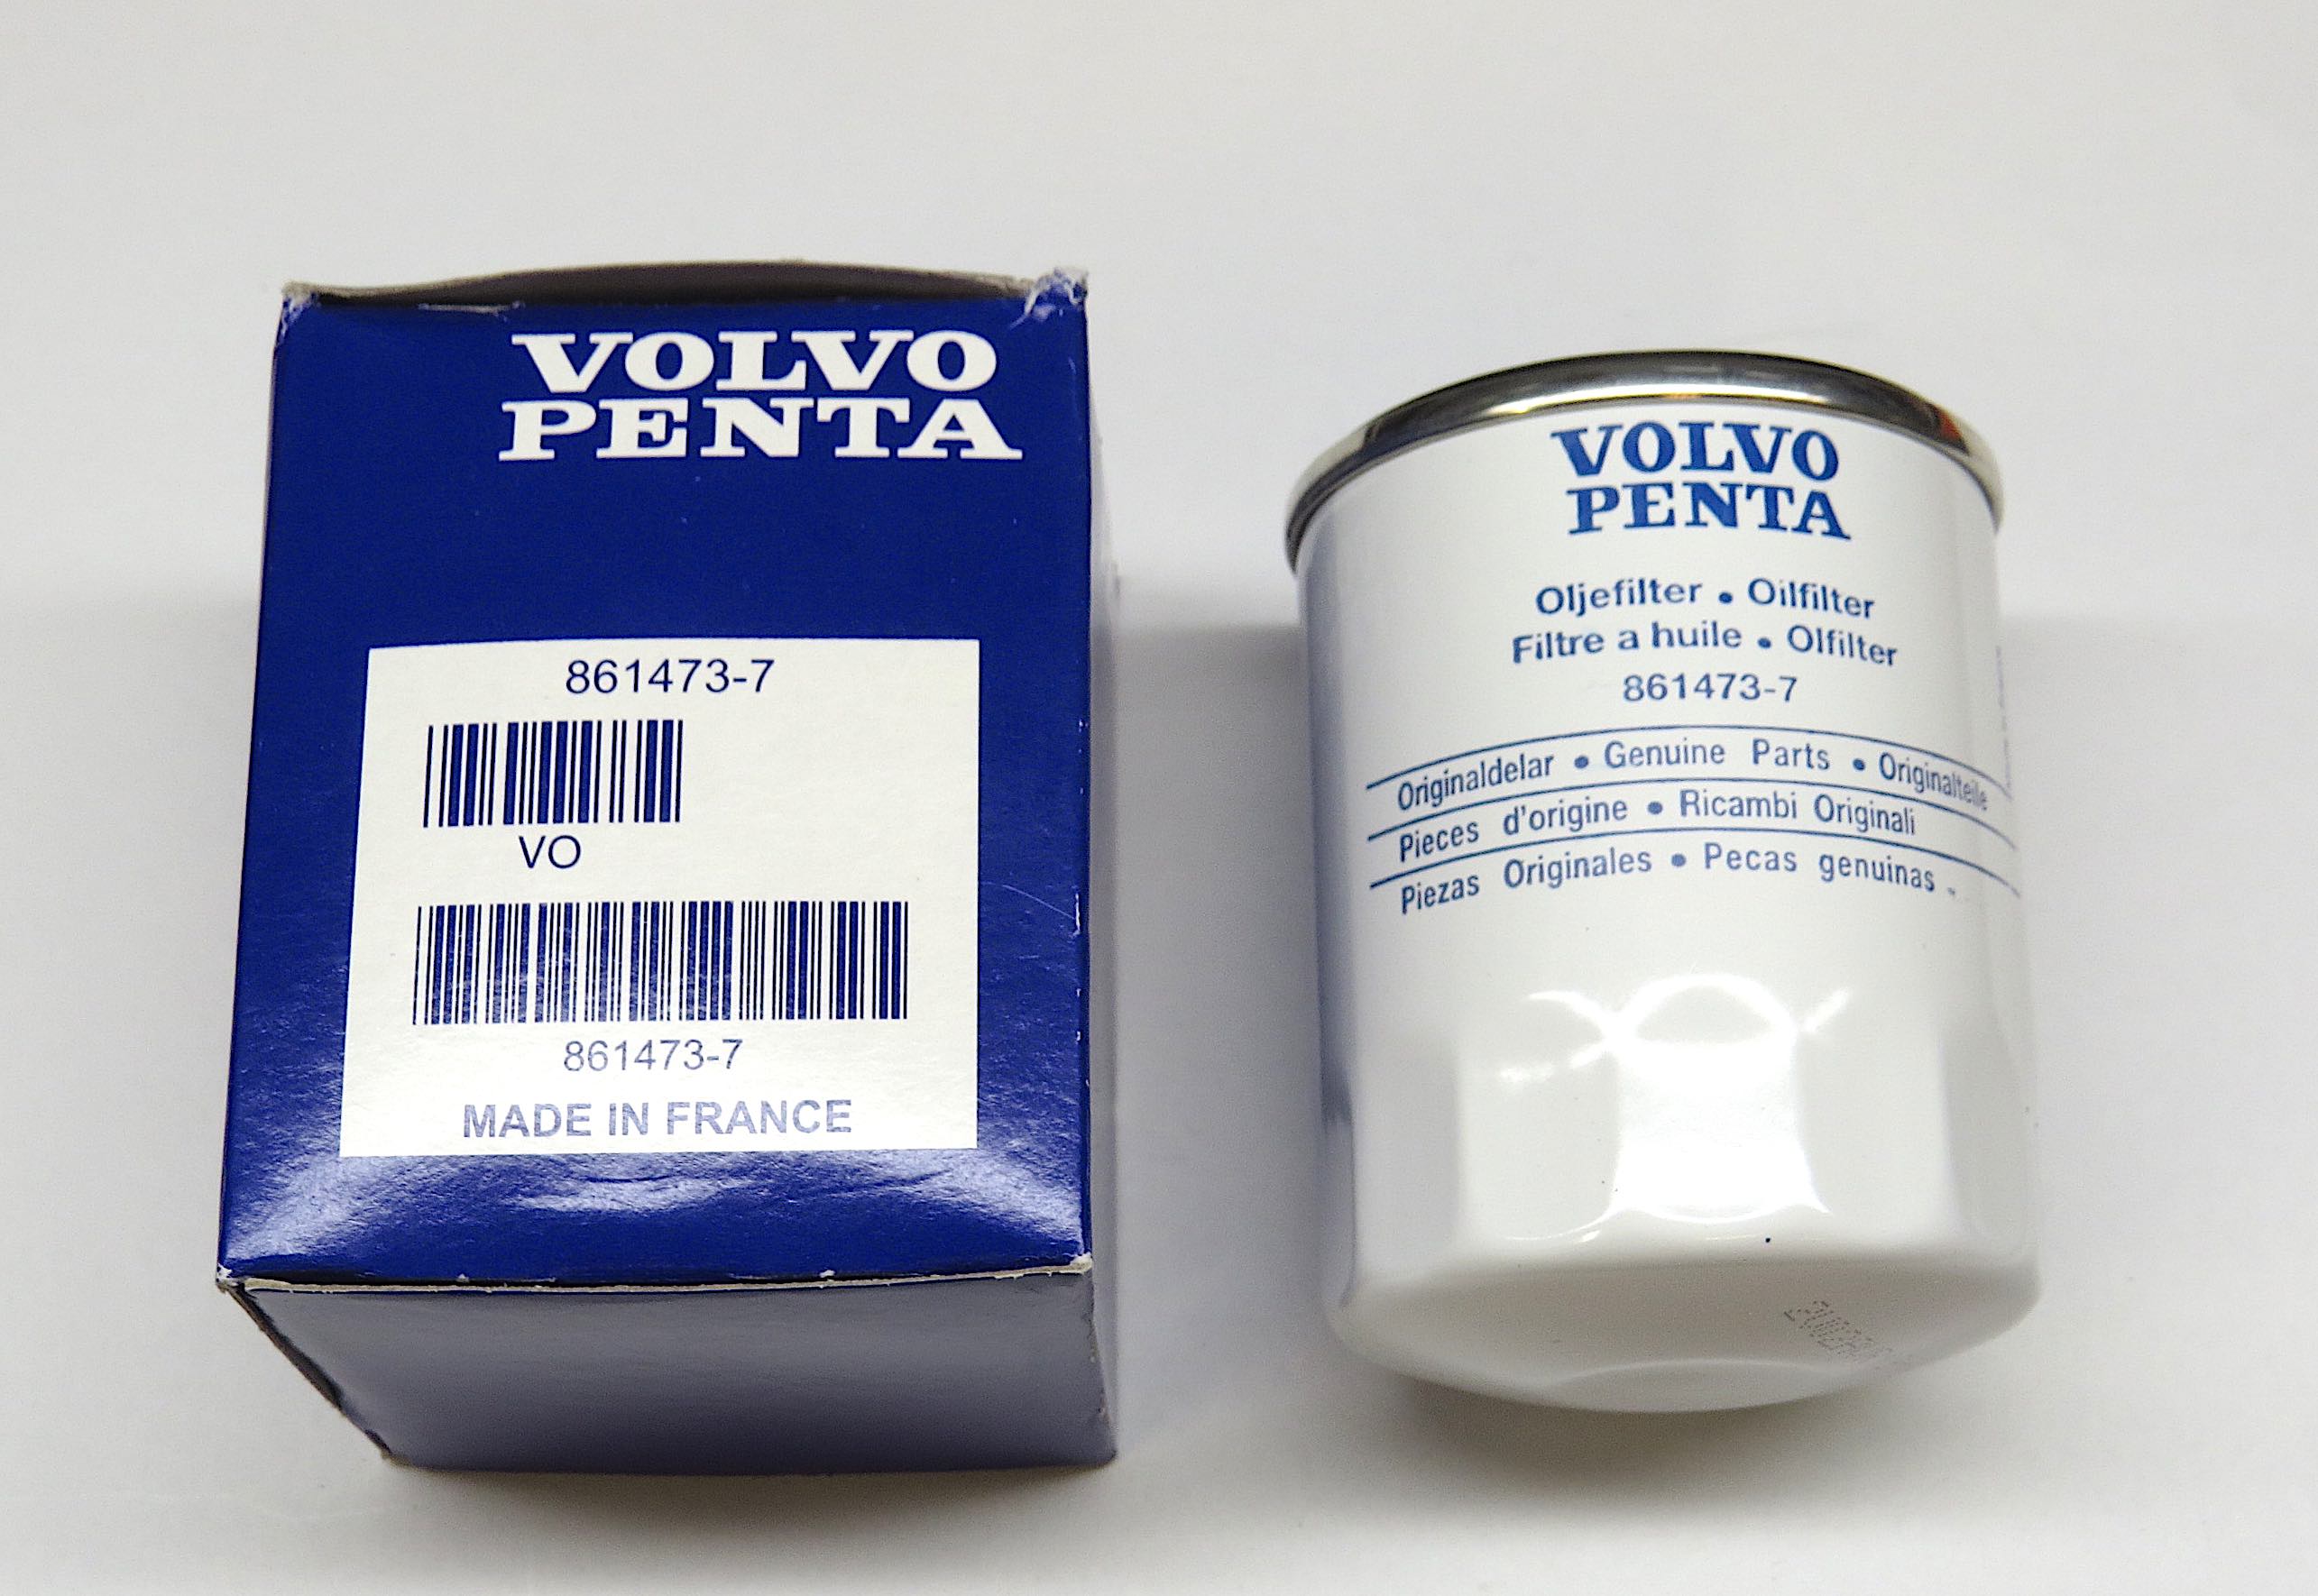 VOLVO
PENTA
861473-7
VO
861473-7
MADE IN FRANCE
VOLVO
PENTA
Oljefilter • Oilfilter
Filtre a huile • Olfilter
861473-7
Originaldelar • Genuine Parts • Originalteile
Pieces d'origine • Ricambi Originali
Piezas Originales • Pecas genuinas